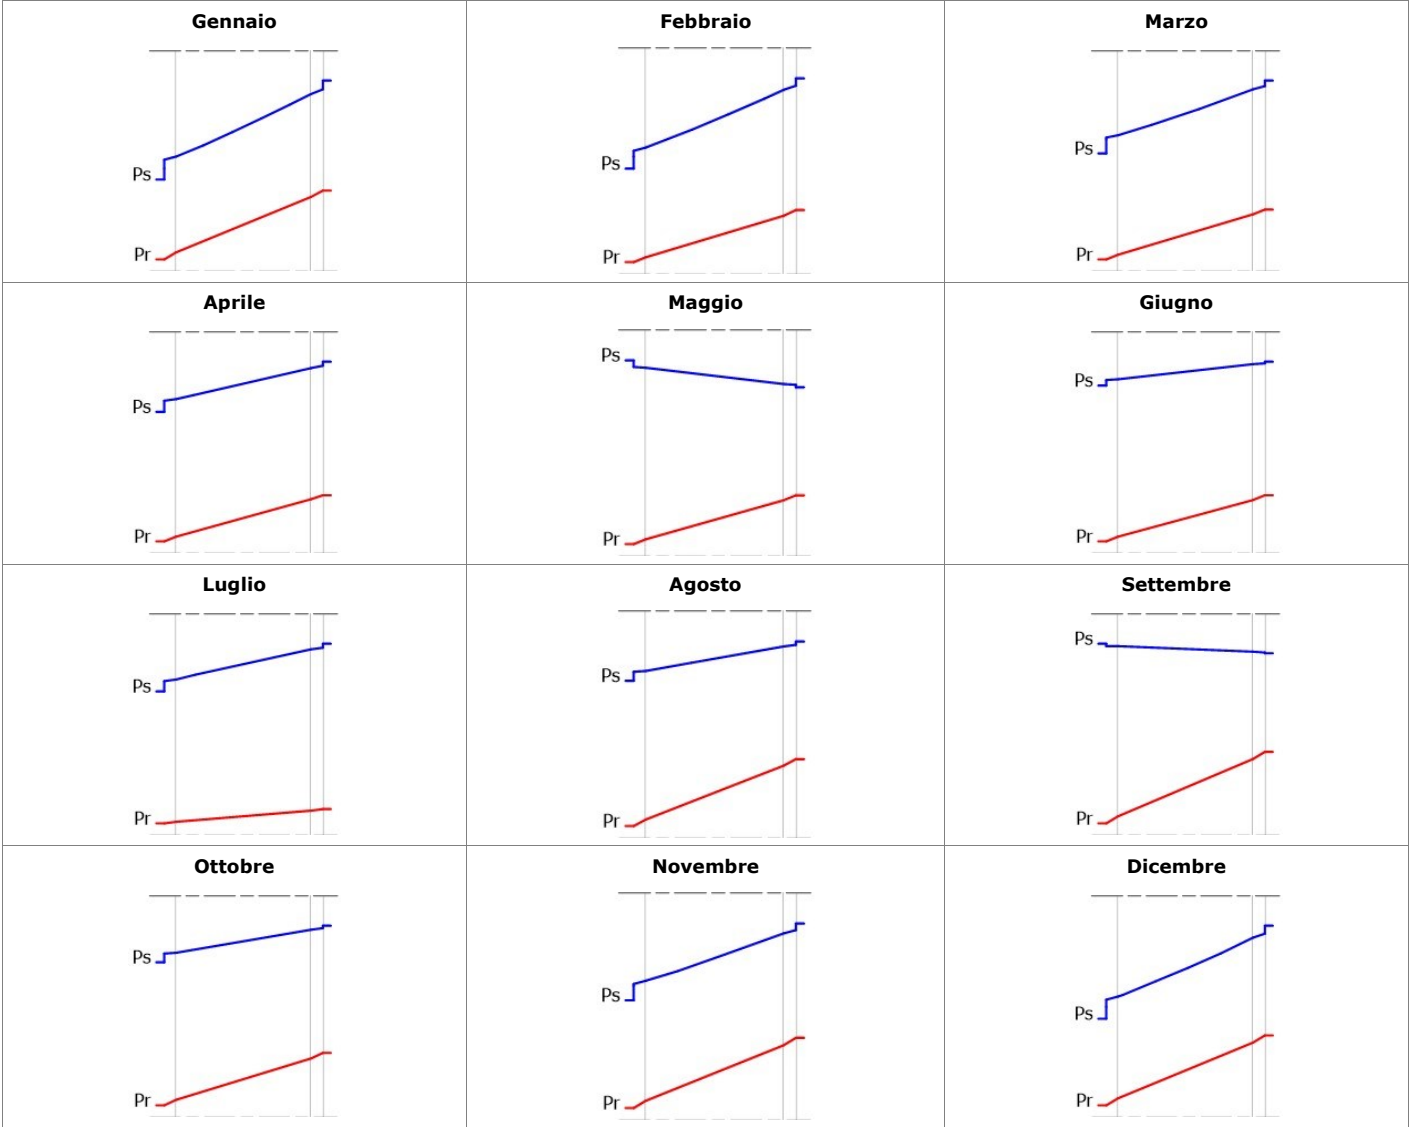 Gennaio
Febbraio
Marzo
Ps
Pr
Ps
Pr
Ps
Pr
Aprile
Maggio
Giugno
Ps
Pr
Ps
Pr
Ps
Pr
Luglio
Agosto
Settembre
Ps
Pr
Ps
Pr
Ps
Pr
Ottobre
Novembre
Dicembre
Ps
Pr
Ps
Pr
Ps
Pr